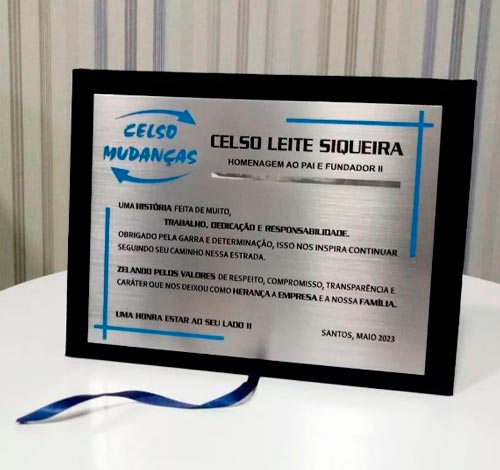 CELSO
MUDANÇAS
CELSO LEITE SIQUEIRA
HOMENAGEM AO PAI E FUNDADOR II
UMA HISTÓRIA FEITA DE MUITO,
TRABALHO, DEDICAÇÃO E RESPONSABILIDADE.
OBRIGADO PELA GARRA E DETERMINAÇÃO, ISSO NOS INSPIRA CONTINUAR
SEGUINDO SEU CAMINHO NESSA ESTRADA.
ZELANDO PELOS VALORES DE RESPEITO, COMPROMISSO, TRANSPARÊNCIA E
CARÁTER QUE NOS DEIXOU COMO HERANÇA A EMPRESA E A NOSSA FAMÍLIA.
UMA HONRA ESTAR AO SEU LADO II
SANTOS, MAIO 2023